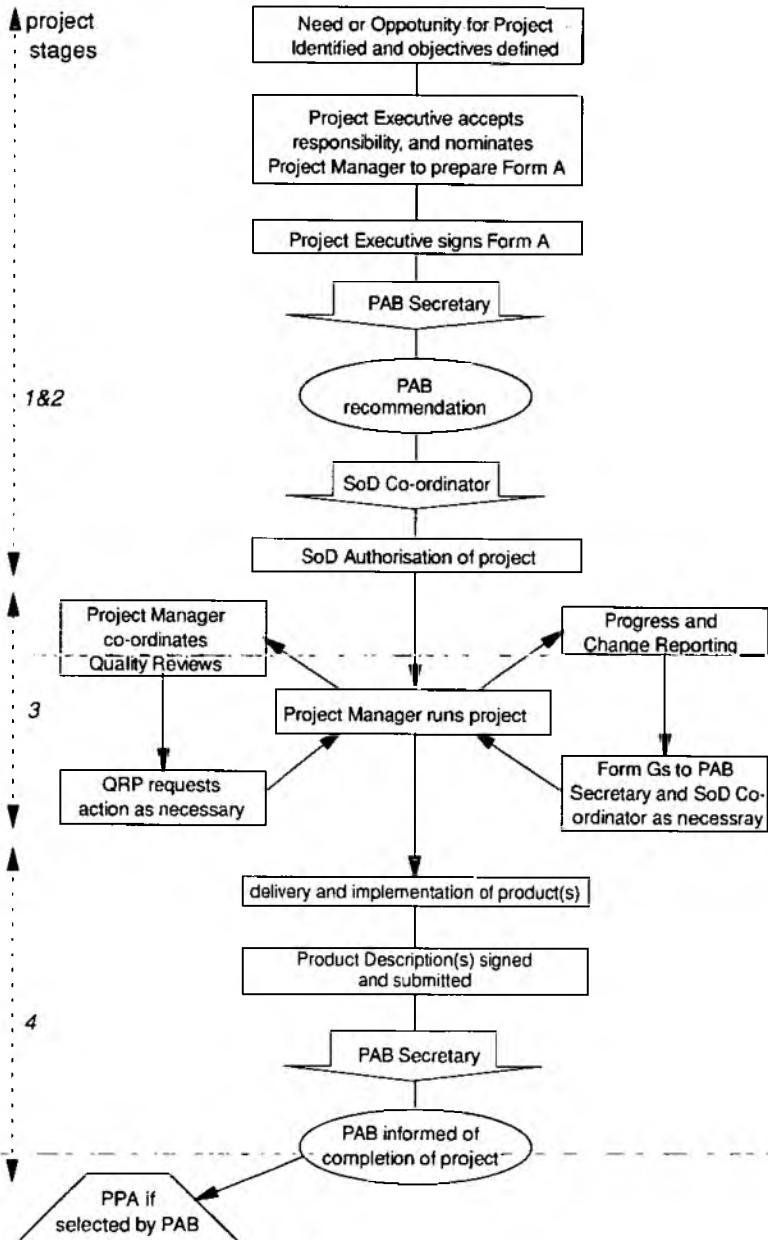 project
stages
Need or Oppotunity for Project
Identified and objectives defined
Project Executive accepts
responsibility, and nominates
Project Manager to prepare Form A
Project Executive signs Form A
PAB Secretary
1&2
PAB
recommendation
SoD Co-ordinator
SoD Authorisation of project
Project Manager
co-ordinates
Quality Reviews
Progress and
Change Reporting
3
Project Manager runs project
QRP requests
action as necessary
Form Gs to PAB
Secretary and SoD Co-
ordinator as necessray
delivery and implementation of product(s)
Product Description(s) signed
and submitted
4
PAB Secretary
PAB informed of
completion of project
PPA if
selected by PAB